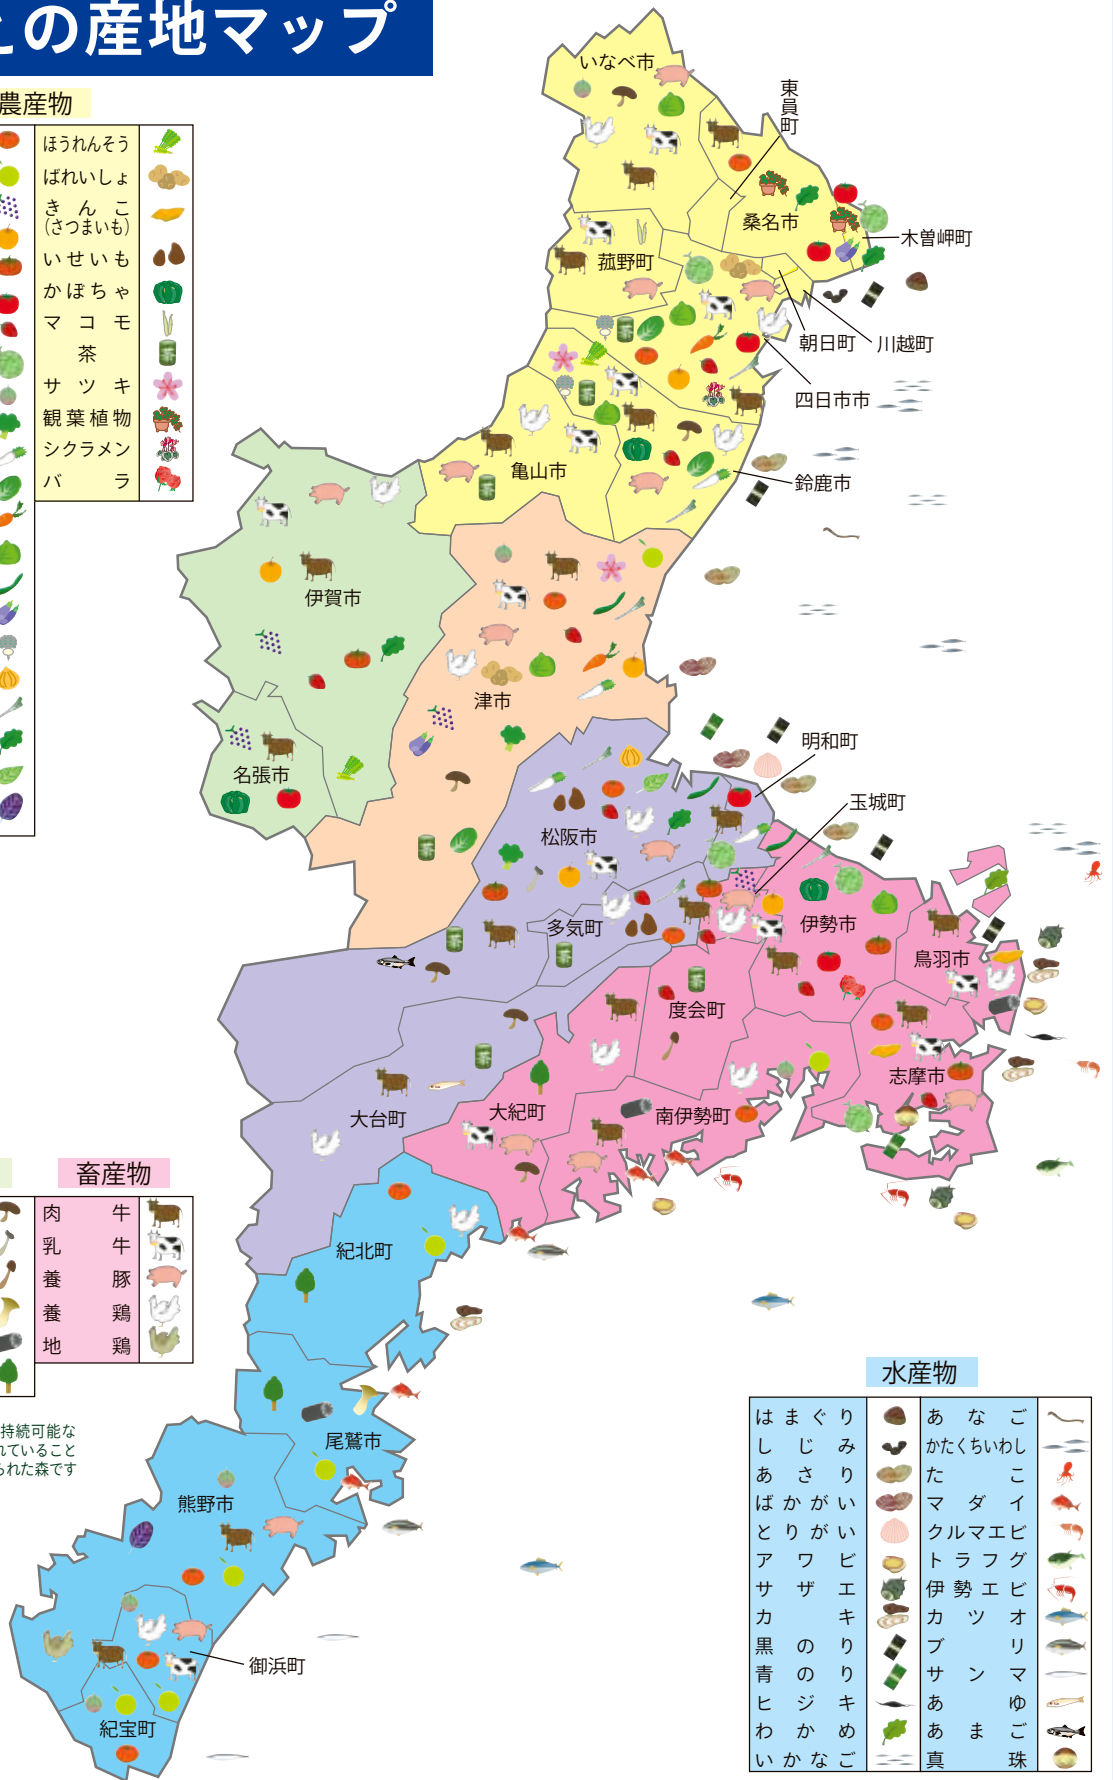 の産地マップ
農産物
ほうれんそう
ばれいしょ
きんこ
(さつまいも)
いせいも
かぼちゃ
マコモ
茶
サツキ
観葉植物
シクラメン
バラ
いなべ市
東員町
桑名市
木曽岬町
菰野町
朝日町
川越町
四日市市
亀山市
鈴鹿市
伊賀市
津市
名張市
明和町
玉城町
松阪市
多気町
伊勢市
鳥羽市
度会町
志摩市
大台町
大紀町
南伊勢町
紀北町
尾鷲市
熊野市
御浜町
紀宝町
畜産物
肉牛
乳牛
養豚
養鶏
地鶏
持続可能な
れていること
られた森です
水産物
はまぐり
しじみ
あさり
ばかがい
とりがい
アワビ
サザエ
カキ
黒のり
青のり
ヒジキ
わかめ
いかなご
あなご
かたくちいわし
たこ
マダイ
クルマエビ
トラフグ
伊勢エビ
カツオ
ブリ
サンマ
あゆ
あまご
真珠